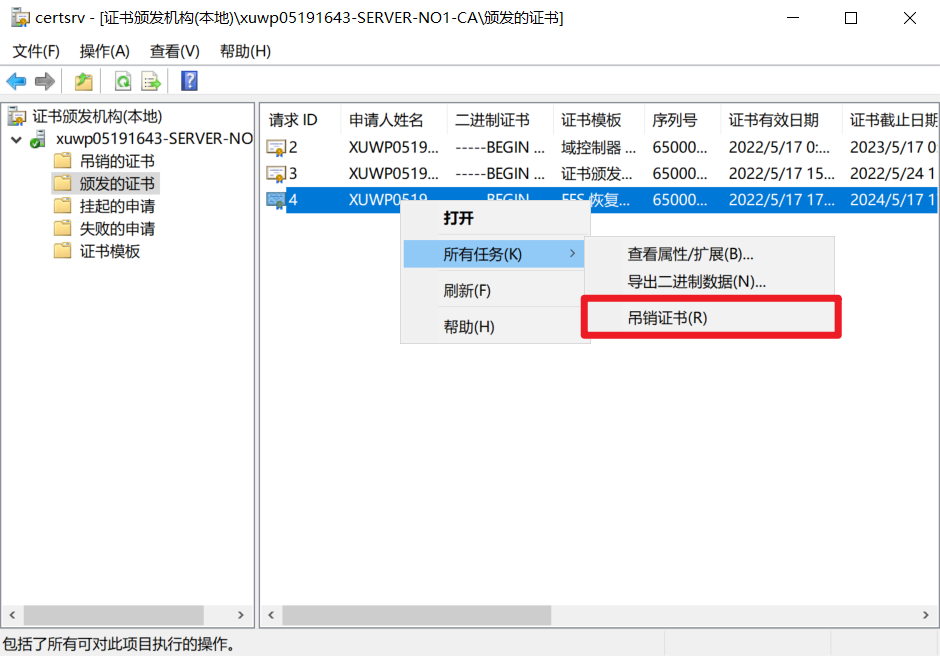 certsrv - [证书颁发机构(本地)\xuwp05191643-SERVER-NO1-CA\颁发的证书]
文件(F) 操作(A) 查看(V) 帮助(H)
证书颁发机构(本地)
xuwp05191643-SERVER-NO
吊销的证书
颁发的证书
挂起的申请
失败的申请
证书模板
请求 ID 申请人姓名 二进制证书 证书模板 序列号 证书有效日期 证书截止日期
2 XUWP0519... -----BEGIN ... 域控制器 ... 65000... 2022/5/17 0:... 2023/5/17 0
3 XUWP0519... -----BEGIN ... 证书颁发... 65000... 2022/5/17 15... 2022/5/24 1
4 XUWP0519... -----BEGIN ... EFS 恢复... 65000... 2022/5/17 17... 2024/5/17 1
打开
所有任务(K)
刷新(F)
帮助(H)
查看属性/扩展(B)...
导出二进制数据(N)...
吊销证书(R)
包括了所有可对此项目执行的操作。